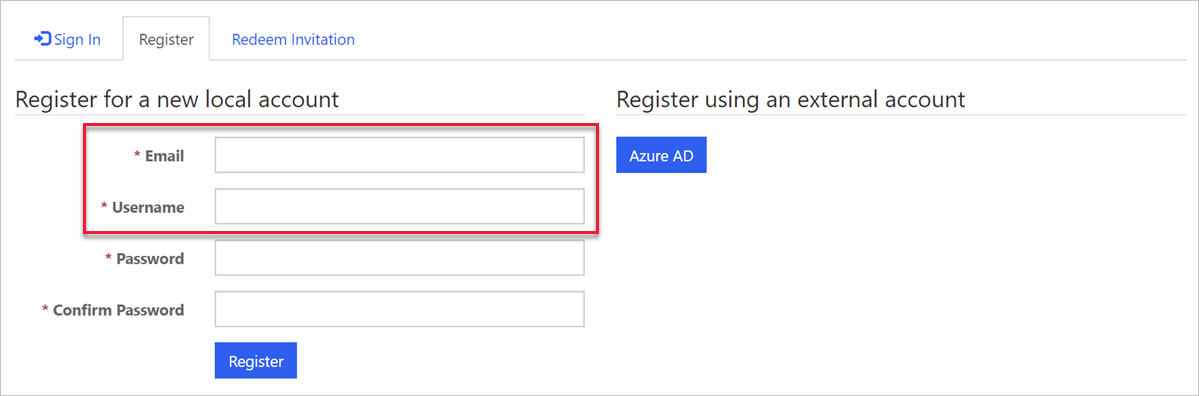 Sign In
Register
Redeem Invitation
Register for a new local account
* Email
* Username
* Password
* Confirm Password
Register
Register using an external account
Azure AD